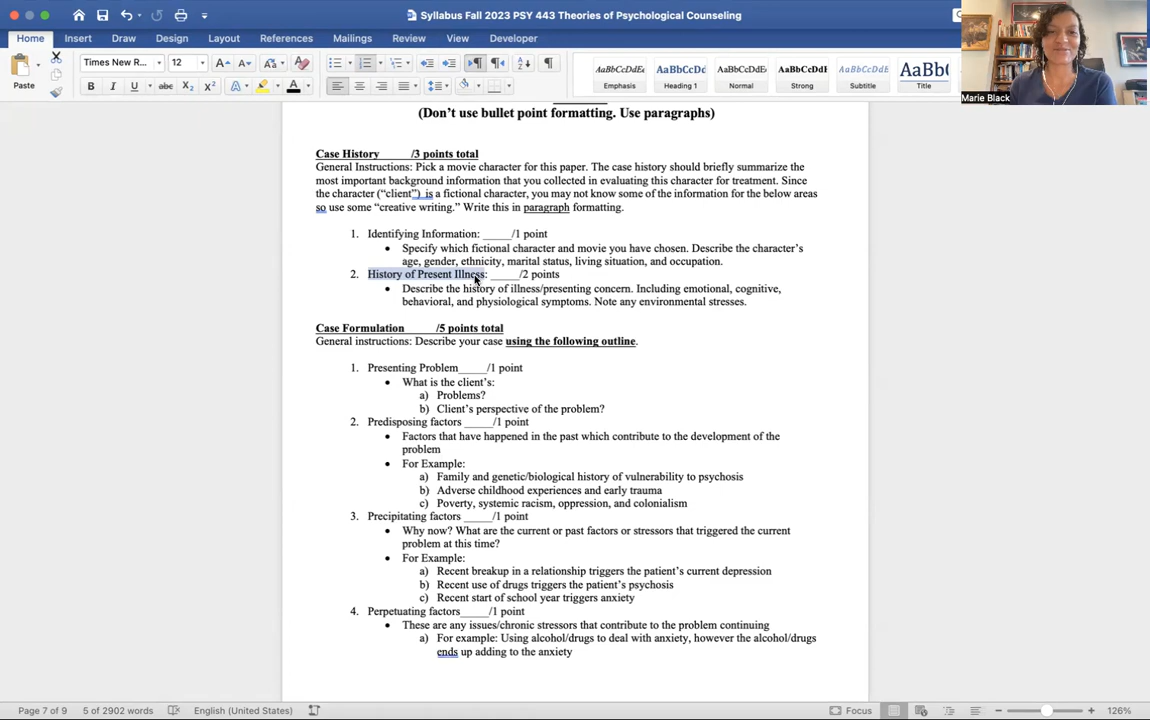 Syllabus Fall 2023 PSY 443 Theories of Psychological Counseling
Home Insert Draw Design Layout References Mailings Review View Developer
Paste
Times New R... 12
AaBbCcDdEe AaBbCcDc AaBbCcDdEe AaBbCcDdE AaBbCcDdEe AaBbCcDd
Emphasis Heading 1 Normal Strong Subtitle Title
Marie Black
(Don’t use bullet point formatting. Use paragraphs)
Case History _____/3 points total
General Instructions: Pick a movie character for this paper. The case history should briefly summarize the
most important background information that you collected in evaluating this character for treatment. Since
the character (“client”)  is a fictional character, you may not know some of the information for the below areas
so use some “creative writing.” Write this in paragraph formatting.
1. Identifying Information: _____/1 point
• Specify which fictional character and movie you have chosen. Describe the character’s
age, gender, ethnicity, marital status, living situation, and occupation.
2. History of Present Illness: _____/2 points
• Describe the history of illness/presenting concern. Including emotional, cognitive,
behavioral, and physiological symptoms. Note any environmental stresses.
Case Formulation _____/5 points total
General instructions: Describe your case using the following outline.
1. Presenting Problem_____/1 point
• What is the client’s:
a) Problems?
b) Client’s perspective of the problem?
2. Predisposing factors _____/1 point
• Factors that have happened in the past which contribute to the development of the
problem
• For Example:
a) Family and genetic/biological history of vulnerability to psychosis
b) Adverse childhood experiences and early trauma
c) Poverty, systemic racism, oppression, and colonialism
3. Precipitating factors _____/1 point
• Why now? What are the current or past factors or stressors that triggered the current
problem at this time?
• For Example:
a) Recent breakup in a relationship triggers the patient’s current depression
b) Recent use of drugs triggers the patient’s psychosis
c) Recent start of school year triggers anxiety
4. Perpetuating factors_____/1 point
• These are any issues/chronic stressors that contribute to the problem continuing
a) For example: Using alcohol/drugs to deal with anxiety, however the alcohol/drugs
ends up adding to the anxiety
Page 7 of 9 5 of 2902 words English (United States) Focus 126%